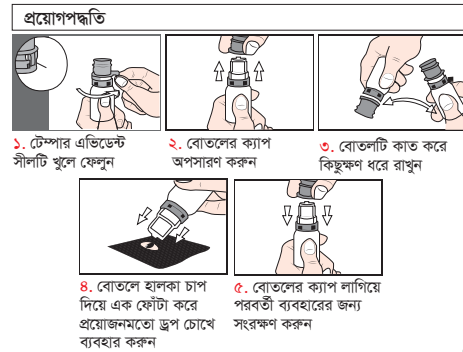 প্রয়োগপদ্ধতি
১. টেম্পার এভিডেন্ট
সীলটি খুলে ফেলুন
২. বোতলের ক্যাপ
অপসারণ করুন
৩. বোতলটি কাত করে
কিছুক্ষণ ধরে রাখুন
৪. বোতলে হালকা চাপ
দিয়ে এক ফোঁটা করে
প্রয়োজনমতো ড্রপ চোখে
ব্যবহার করুন
৫. বোতলের ক্যাপ লাগিয়ে
পরবর্তী ব্যবহারের জন্য
সংরক্ষণ করুন